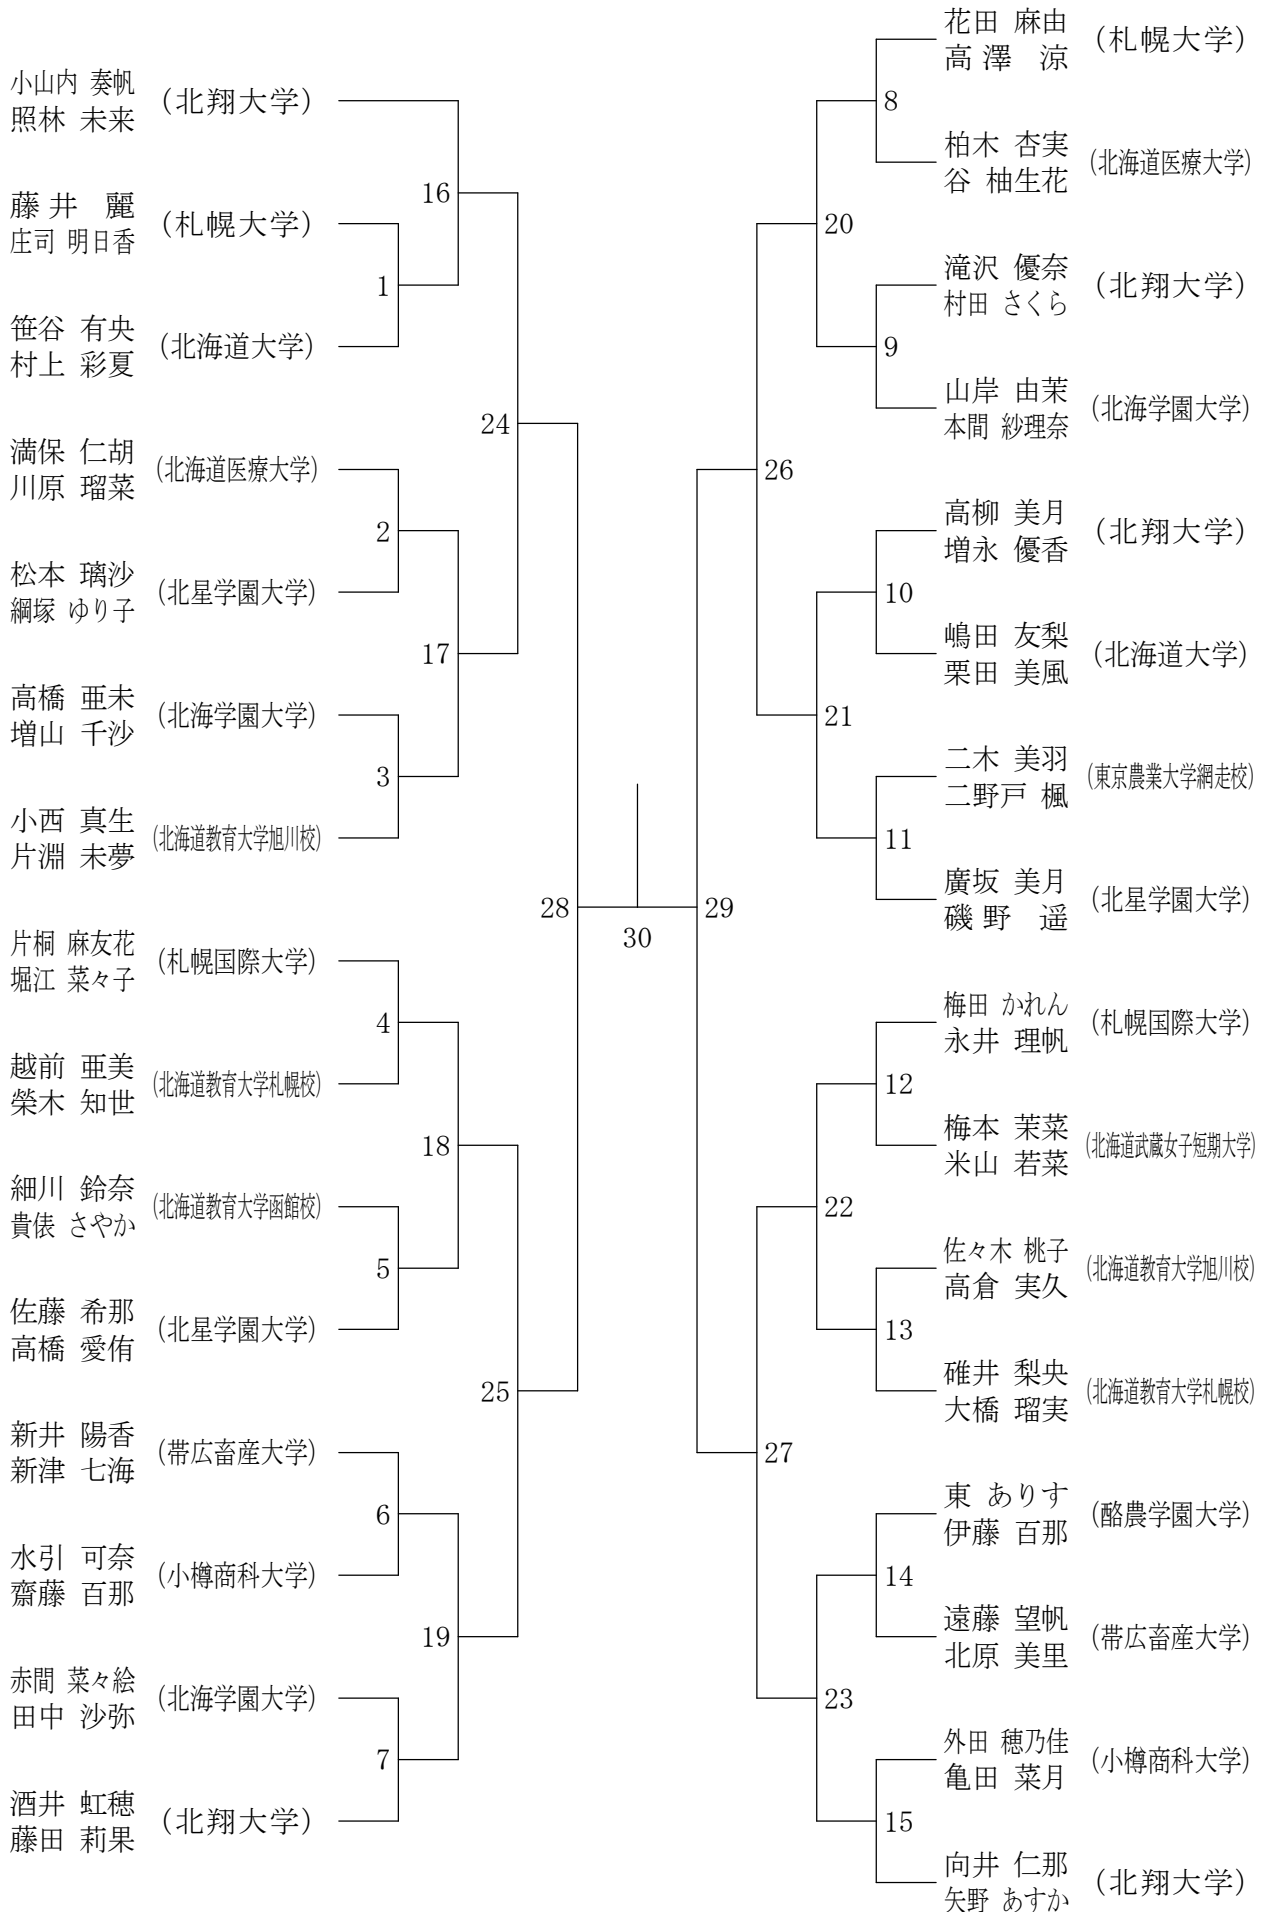 小山内 奏帆
照林 未来
(北翔大学)
藤井 麗
庄司 明日香
(札幌大学)
笹谷 有央
村上 彩夏
(北海道大学)
満保 仁胡
川原 瑠菜
(北海道医療大学)
松本 璃沙
綱塚 ゆり子
(北星学園大学)
高橋 亜未
増山 千沙
(北海学園大学)
小西 真生
片淵 未夢
(北海道教育大学旭川校)
片桐 麻友花
堀江 菜々子
(札幌国際大学)
越前 亜美
榮木 知世
(北海道教育大学札幌校)
細川 鈴奈
貴俵 さやか
(北海道教育大学函館校)
佐藤 希那
高橋 愛侑
(北星学園大学)
新井 陽香
新津 七海
(帯広畜産大学)
水引 可奈
齋藤 百那
(小樽商科大学)
赤間 菜々絵
田中 沙弥
(北海学園大学)
酒井 虹穂
藤田 莉果
(北翔大学)
1
2
3
4
5
6
7
16
17
18
19
24
25
28
30
29
26
27
20
21
22
23
8
9
10
11
12
13
14
15
花田 麻由
高澤 涼
(札幌大学)
柏木 杏実
谷 柚生花
(北海道医療大学)
滝沢 優奈
村田 さくら
(北翔大学)
山岸 由茉
本間 紗理奈
(北海学園大学)
高柳 美月
増永 優香
(北翔大学)
嶋田 友梨
栗田 美風
(北海道大学)
二木 美羽
二野戸 楓
(東京農業大学網走校)
廣坂 美月
磯野 遥
(北星学園大学)
梅田 かれん
永井 理帆
(札幌国際大学)
梅本 茉菜
米山 若菜
(北海道武蔵女子短期大学)
佐々木 桃子
高倉 実久
(北海道教育大学旭川校)
碓井 梨央
大橋 瑠実
(北海道教育大学札幌校)
東 ありす
伊藤 百那
(酪農学園大学)
遠藤 望帆
北原 美里
(帯広畜産大学)
外田 穂乃佳
亀田 菜月
(小樽商科大学)
向井 仁那
矢野 あすか
(北翔大学)